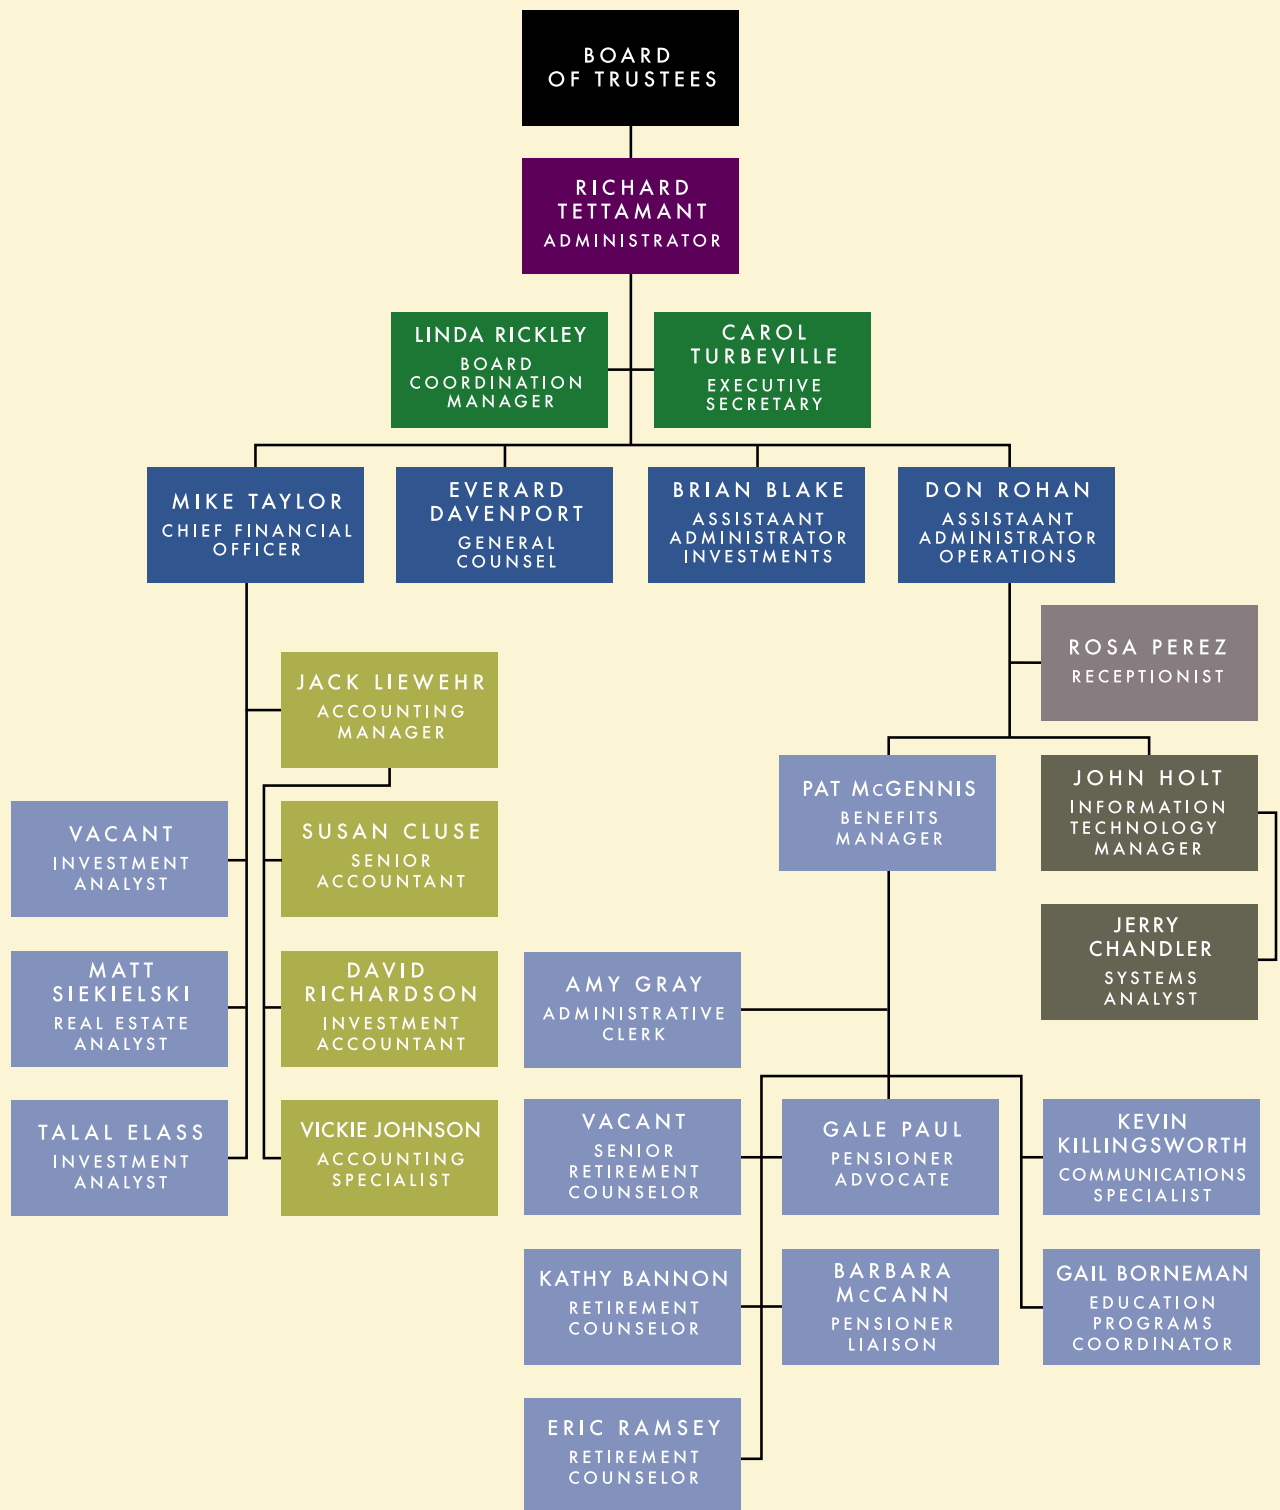 BOARD
OF TRUSTEES
RICHARD
TETTAMANT
ADMINISTRATOR
LINDA RICKLEY
BOARD
COORDINATION
MANAGER
CAROL
TURBEVILLE
EXECUTIVE
SECRETARY
MIKE TAYLOR
CHIEF FINANCIAL
OFFICER
EVERARD
DAVENPORT
GENERAL
COUNSEL
BRIAN BLAKE
ASSISTAANT
ADMINISTRATOR
INVESTMENTS
DON ROHAN
ASSISTAANT
ADMINISTRATOR
OPERATIONS
ROSA PEREZ
RECEPTIONIST
JACK LIEWEHR
ACCOUNTING
MANAGER
PAT McGENNIS
BENEFITS
MANAGER
JOHN HOLT
INFORMATION
TECHNOLOGY
MANAGER
VACANT
INVESTMENT
ANALYST
SUSAN CLUSE
SENIOR
ACCOUNTANT
JERRY
CHANDLER
SYSTEMS
ANALYST
MATT
SIEKIELSKI
REAL ESTATE
ANALYST
DAVID
RICHARDSON
INVESTMENT
ACCOUNTANT
AMY GRAY
ADMINISTRATIVE
CLERK
TALAL ELASS
INVESTMENT
ANALYST
VICKIE JOHNSON
ACCOUNTING
SPECIALIST
VACANT
SENIOR
RETIREMENT
COUNSELOR
GALE PAUL
PENSIONER
ADVOCATE
KEVIN
KILLINGSWORTH
COMMUNICATIONS
SPECIALIST
KATHY BANNON
RETIREMENT
COUNSELOR
BARBARA
McCANN
PENSIONER
LIAISON
GAIL BORNEMAN
EDUCATION
PROGRAMS
COORDINATOR
ERIC RAMSEY
RETIREMENT
COUNSELOR